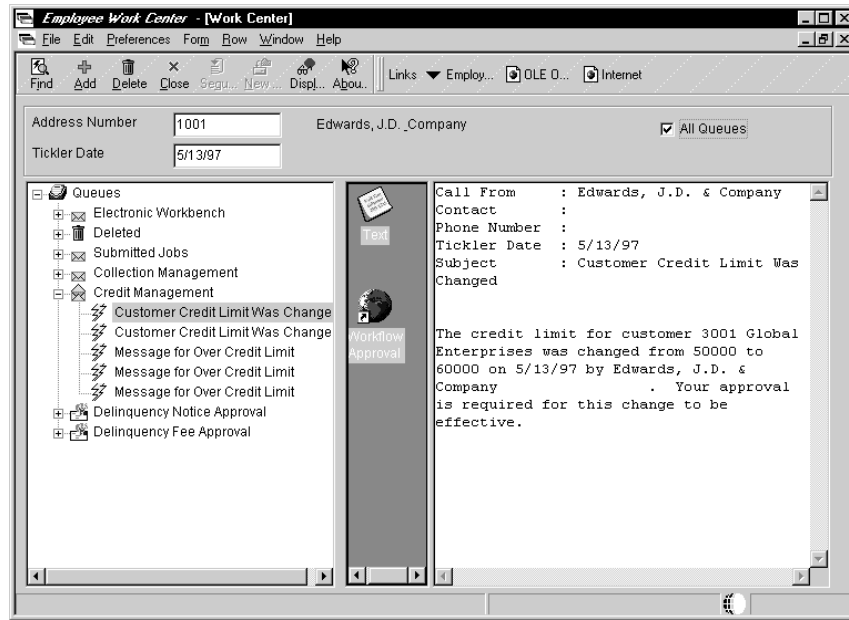 Employee Work Center - [Work Center]
File Edit Preferences Form Row Window Help
Find Add Delete Close Sequ... New ... Displ... Abou.. Links Employ... OLE O... Internet
Address Number 1001 Edwards, J.D. _Company All Queues
Tickler Date 5/13/97
Queues
Electronic Workbench
Deleted
Submitted Jobs
Collection Management
Credit Management
Customer Credit Limit Was Change
Customer Credit Limit Was Change
Message for Over Credit Limit
Message for Over Credit Limit
Message for Over Credit Limit
Delinquency Notice Approval
Delinquency Fee Approval
Text
Workflow
Approval
Call From : Edwards, J.D. & Company
Contact :
Phone Number :
Tickler Date : 5/13/97
Subject : Customer Credit Limit Was
Changed
The credit limit for customer 3001 Global
Enterprises was changed from 50000 to
60000 on 5/13/97 by Edwards, J.D. &
Company . Your approval
is required for this change to be
effective.